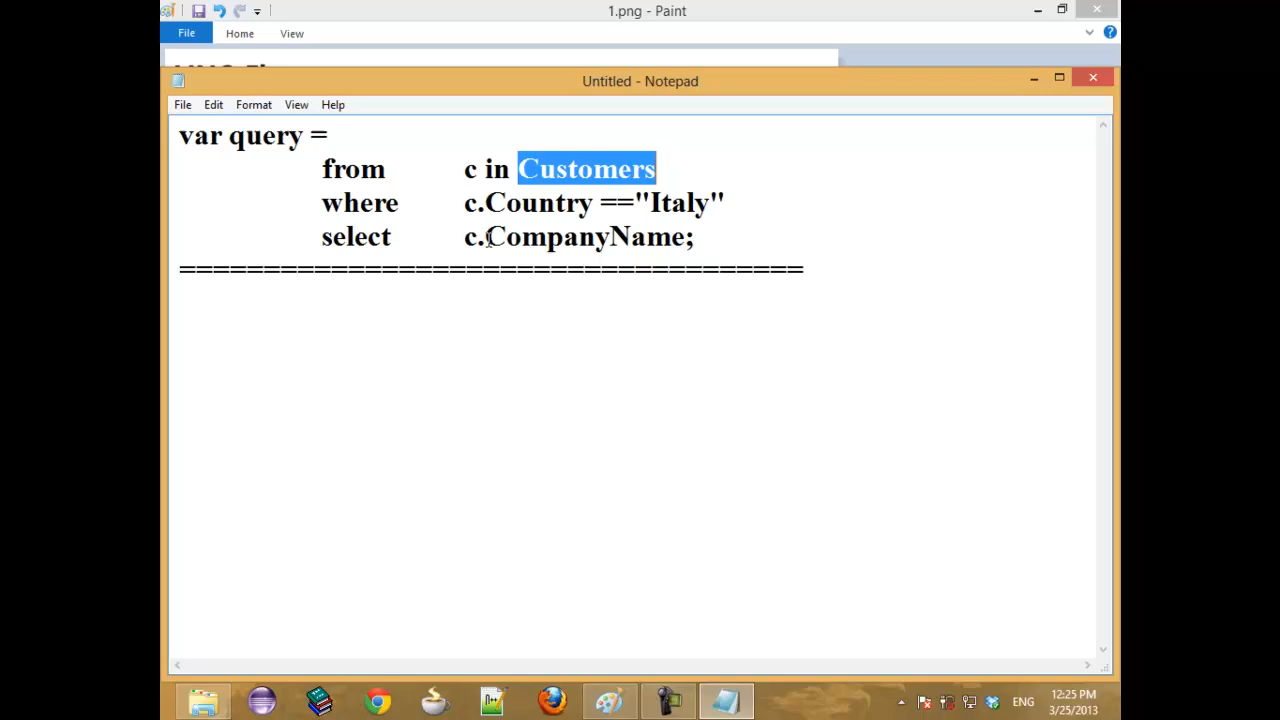 1.png - Paint
File Home View
Untitled - Notepad
File Edit Format View Help
var query =
from c in Customers
where c.Country =="Italy"
select c.CompanyName;
=====================================
ENG
12:25 PM
3/25/2013